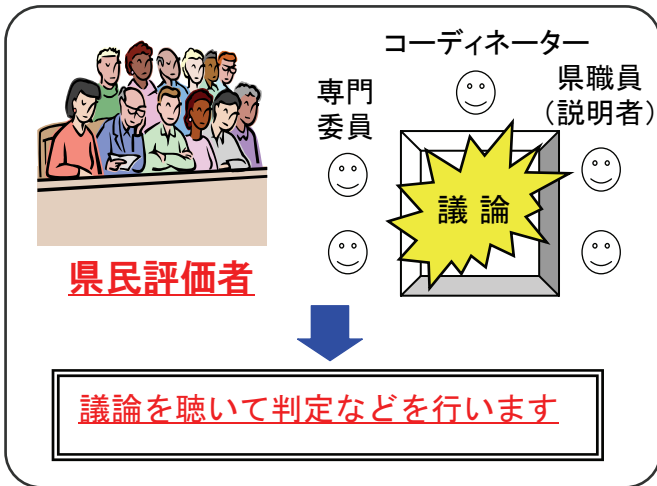 コーディネーター
専門
委員
県職員
（説明者）
議論
県民評価者
議論を聴いて判定などを行います